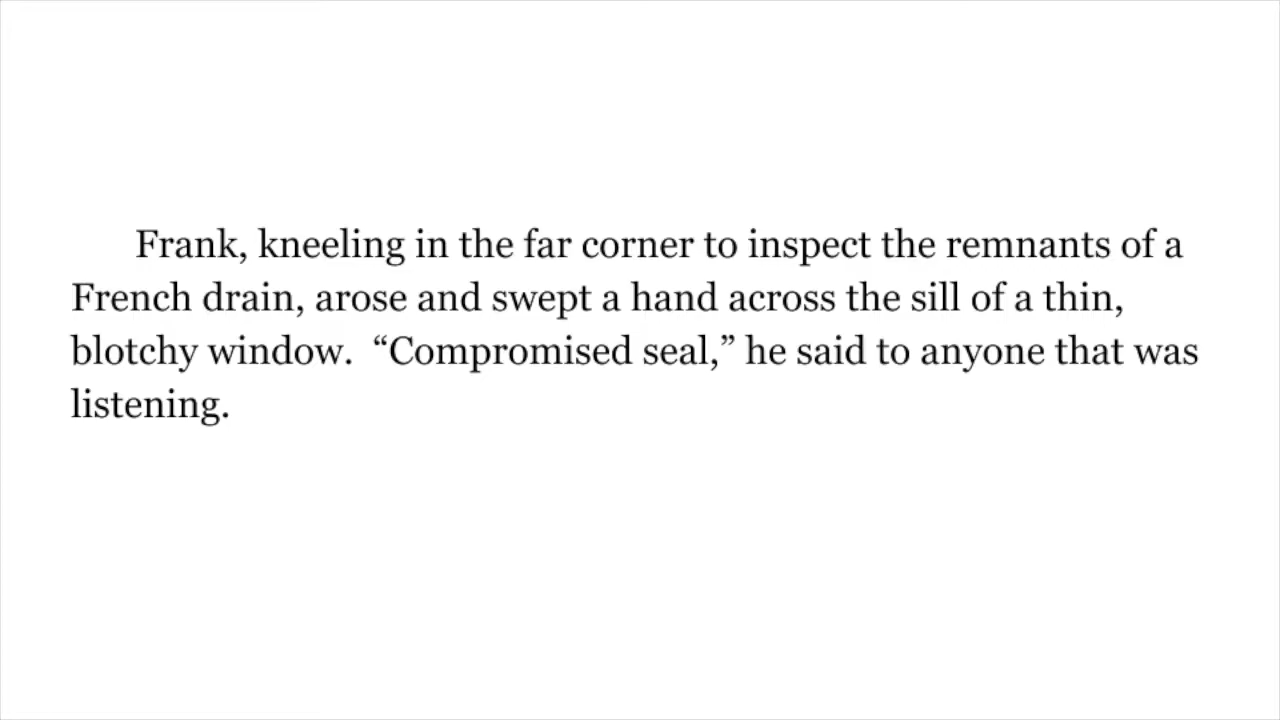 Frank, kneeling in the far corner to inspect the remnants of a
French drain, arose and swept a hand across the sill of a thin,
blotchy window.  “Compromised seal,” he said to anyone that was
listening.